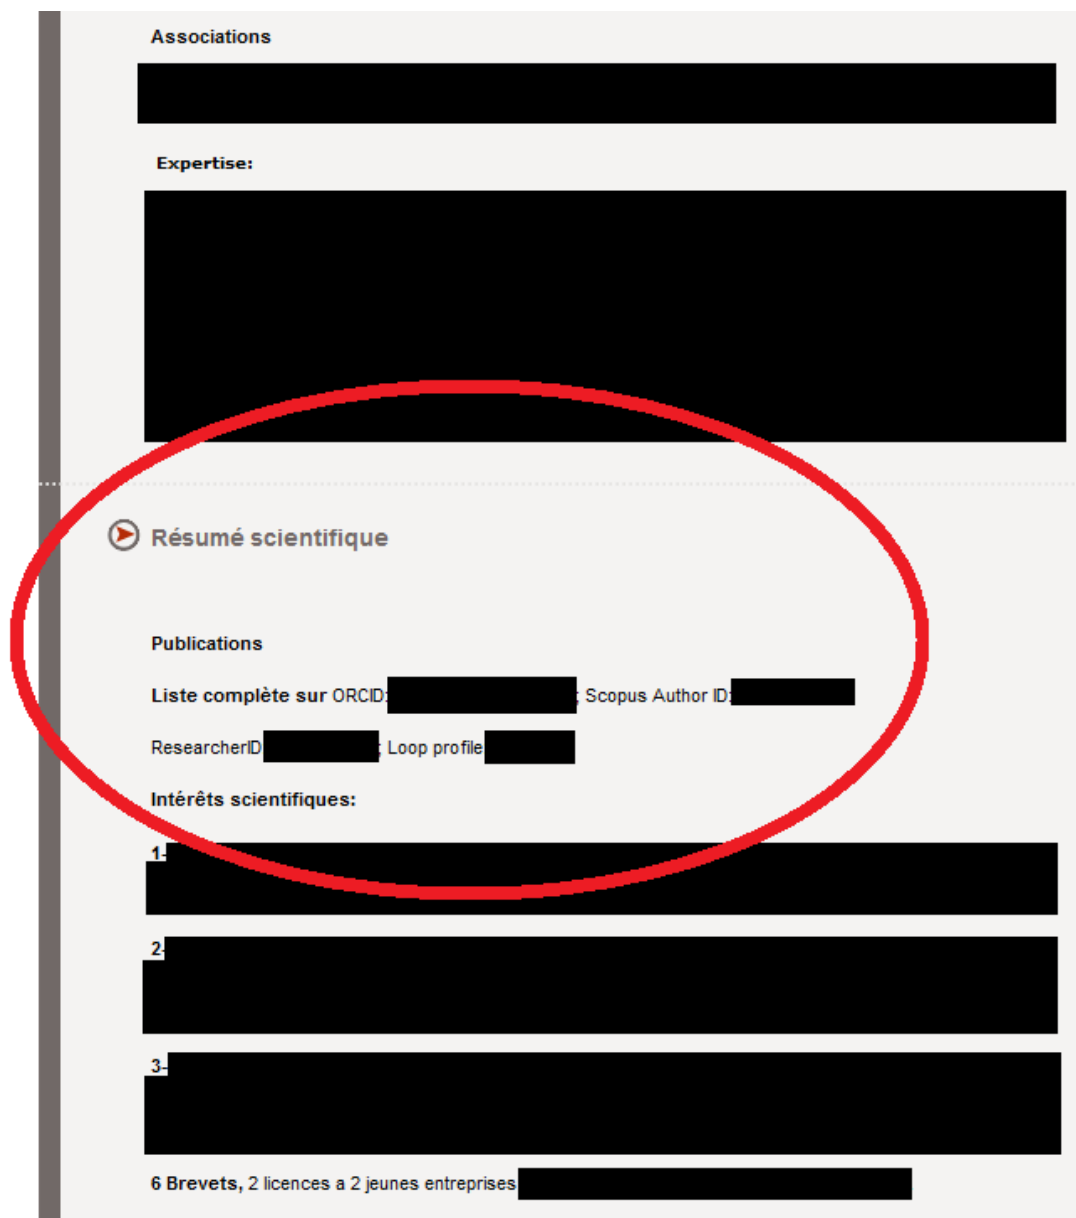 Associations
Expertise:
Résumé scientifique
Publications
Liste complète sur ORCID: ; Scopus Author ID:
ResearcherID ; Loop profile
Intérêts scientifiques:
1-
2-
3-
6 Brevets, 2 licences a 2 jeunes entreprises